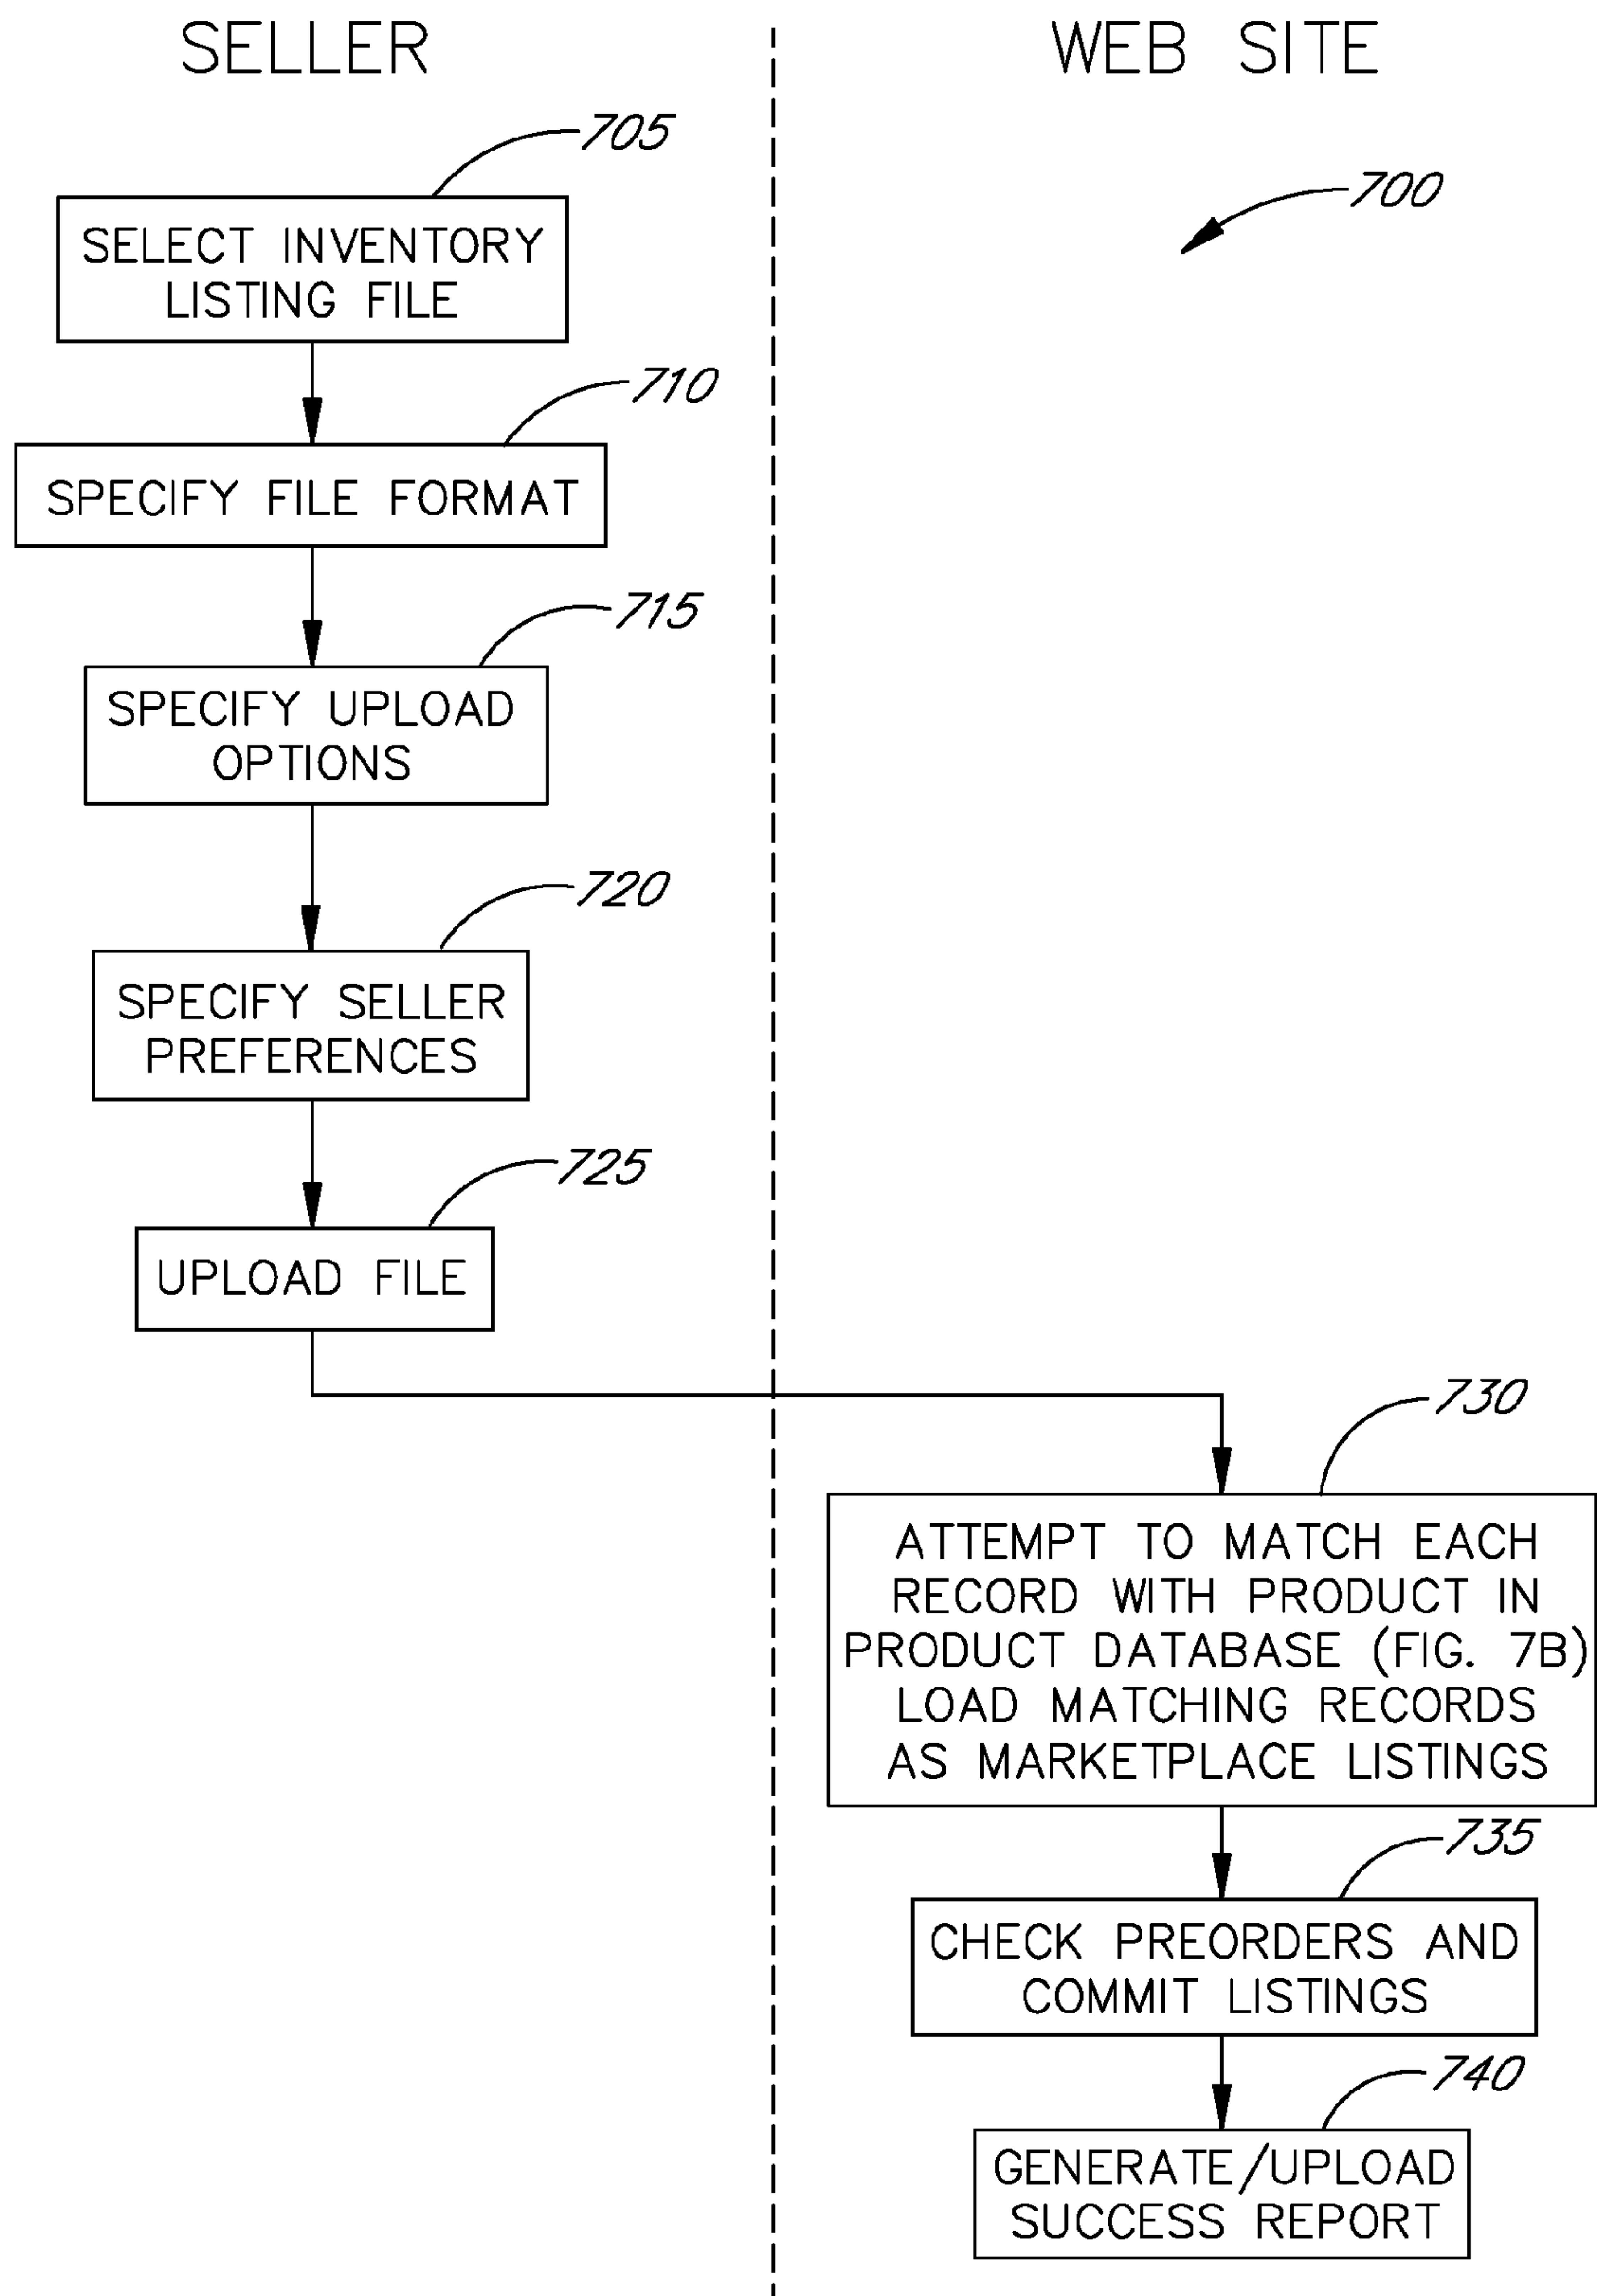 SELLER
WEB SITE
705
700
SELECT INVENTORY
LISTING FILE
710
SPECIFY FILE FORMAT
715
SPECIFY UPLOAD
OPTIONS
720
SPECIFY SELLER
PREFERENCES
725
UPLOAD FILE
730
ATTEMPT TO MATCH EACH
RECORD WITH PRODUCT IN
PRODUCT DATABASE (FIG. 7B)
LOAD MATCHING RECORDS
AS MARKETPLACE LISTINGS
735
CHECK PREORDERS AND
COMMIT LISTINGS
740
GENERATE/UPLOAD
SUCCESS REPORT